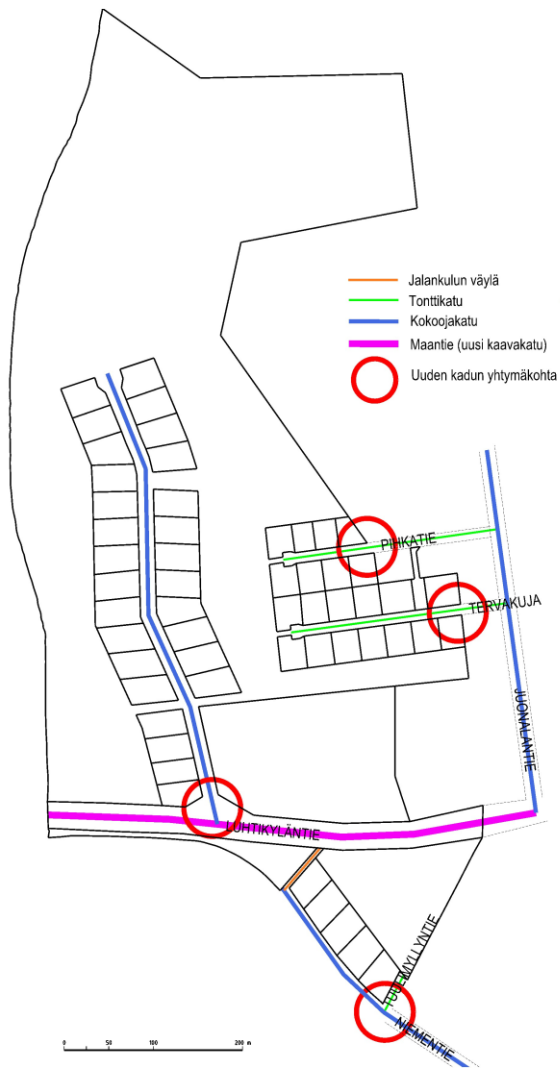 Jalankulun väylä
Tonttikatu
Kokoojakatu
Maantie (uusi kaavakatu)
Uuden kadun yhtymäkohta
PIHKATIE
TERVAKUJA
JUONALANTIE
LUHTIKYLÄNTIE
TUULIMYLLYNTIE
NIEMENTIE
0 50 100 200 m